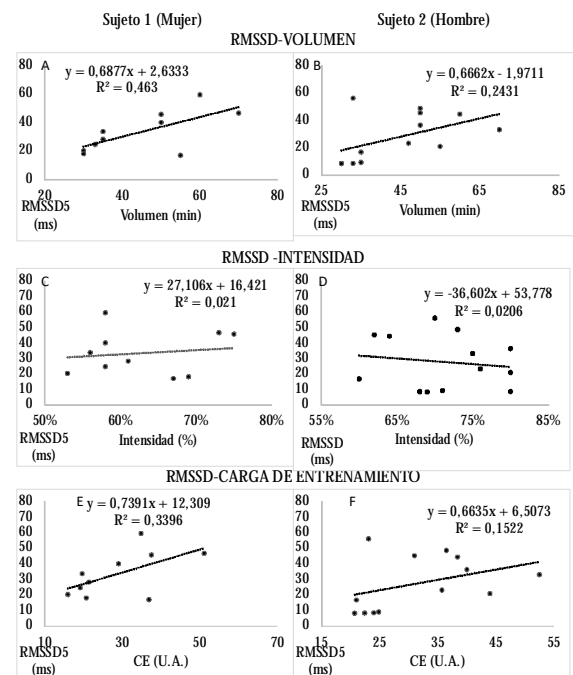 Sujeto 1 (Mujer)
Sujeto 2 (Hombre)
RMSSD-VOLUMEN
A
y = 0,6877x + 2,6333
R² = 0,463
80
60
40
20
0
20 40 60 80
RMSSD5
(ms)
Volumen (min)
B
y = 0,6662x - 1,9711
R² = 0,2431
80
60
40
20
0
25 45 65 85
RMSSD5
(ms)
Volumen (min)
RMSSD -INTENSIDAD
C
y = 27,106x + 16,421
R² = 0,021
80
70
60
50
40
30
20
10
0
50% 60% 70% 80%
RMSSD5
(ms)
Intensidad (%)
D
y = -36,602x + 53,778
R² = 0,0206
80
70
60
50
40
30
20
10
0
55% 65% 75% 85%
RMSSD
(ms)
Intensidad (%)
RMSSD-CARGA DE ENTRENAMIENTO
E
y = 0,7391x + 12,309
R² = 0,3396
80
70
60
50
40
30
20
10
0
10 30 50 70
RMSSD5
(ms)
CE (U.A.)
F
y = 0,6635x + 6,5073
R² = 0,1522
80
70
60
50
40
30
20
10
0
15 25 35 45 55
RMSSD5
(ms)
CE (U.A.)